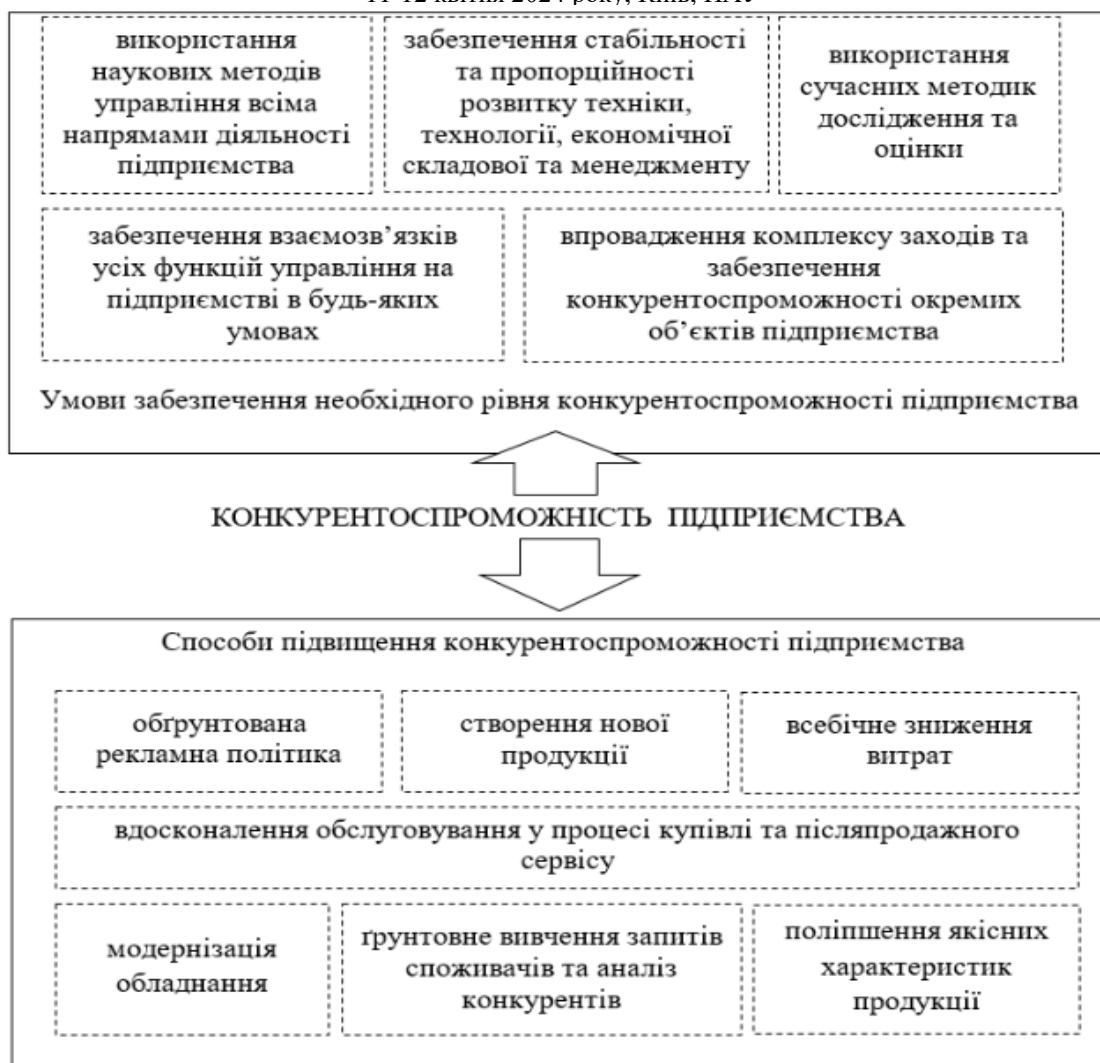 11-12 квітня 2024 року, Київ, НАУ
використання
наукових методів
управління всіма
напрямами діяльності
підприємства
забезпечення стабільності
та пропорційності
розвитку техніки,
технології, економічної
складової та менеджменту
використання
сучасних методик
дослідження та
оцінки
забезпечення взаємозв’язків
усіх функцій управління на
підприємстві в будь-яких
умовах
впровадження комплексу заходів та
забезпечення
конкурентоспроможності окремих
об’єктів підприємства
Умови забезпечення необхідного рівня конкурентоспроможності підприємства
КОНКУРЕНТОСПРОМОЖНІСТЬ ПІДПРИЄМСТВА
Способи підвищення конкурентоспроможності підприємства
обґрунтована
рекламна політика
створення нової
продукції
всебічне зниження
витрат
вдосконалення обслуговування у процесі купівлі та післяпродажного
сервісу
модернізація
обладнання
ґрунтовне вивчення запитів
споживачів та аналіз
конкурентів
поліпшення якісних
характеристик
продукції